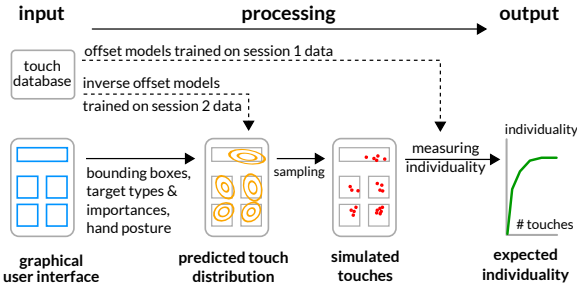 input
processing
output
touch
database
offset models trained on session 1 data
inverse offset models
trained on session 2 data
bounding boxes,
target types &
importances,
hand posture
sampling
measuring
individuality
individuality
# touches
graphical
user interface
predicted touch
distribution
simulated
touches
expected
individuality